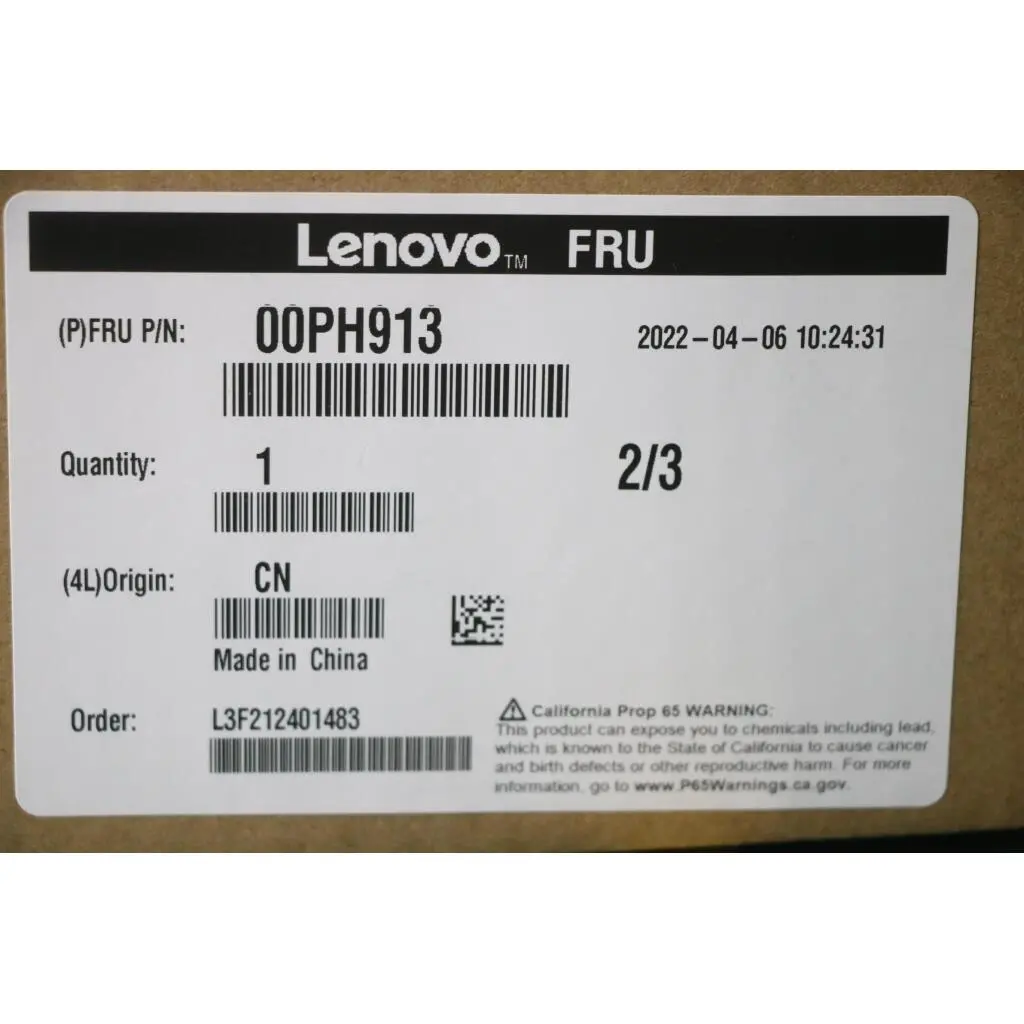 Lenovo™ FRU
(P)FRU P/N: 00PH913 2022-04-06 10:24:31
Quantity: 1 2/3
(4L)Origin: CN
Made in China
Order: L3F212401483
⚠ California Prop 65 WARNING:
This product can expose you to chemicals including lead,
which is known to the State of California to cause cancer
and birth defects or other reproductive harm. For more
information, go to www.P65Warnings.ca.gov.